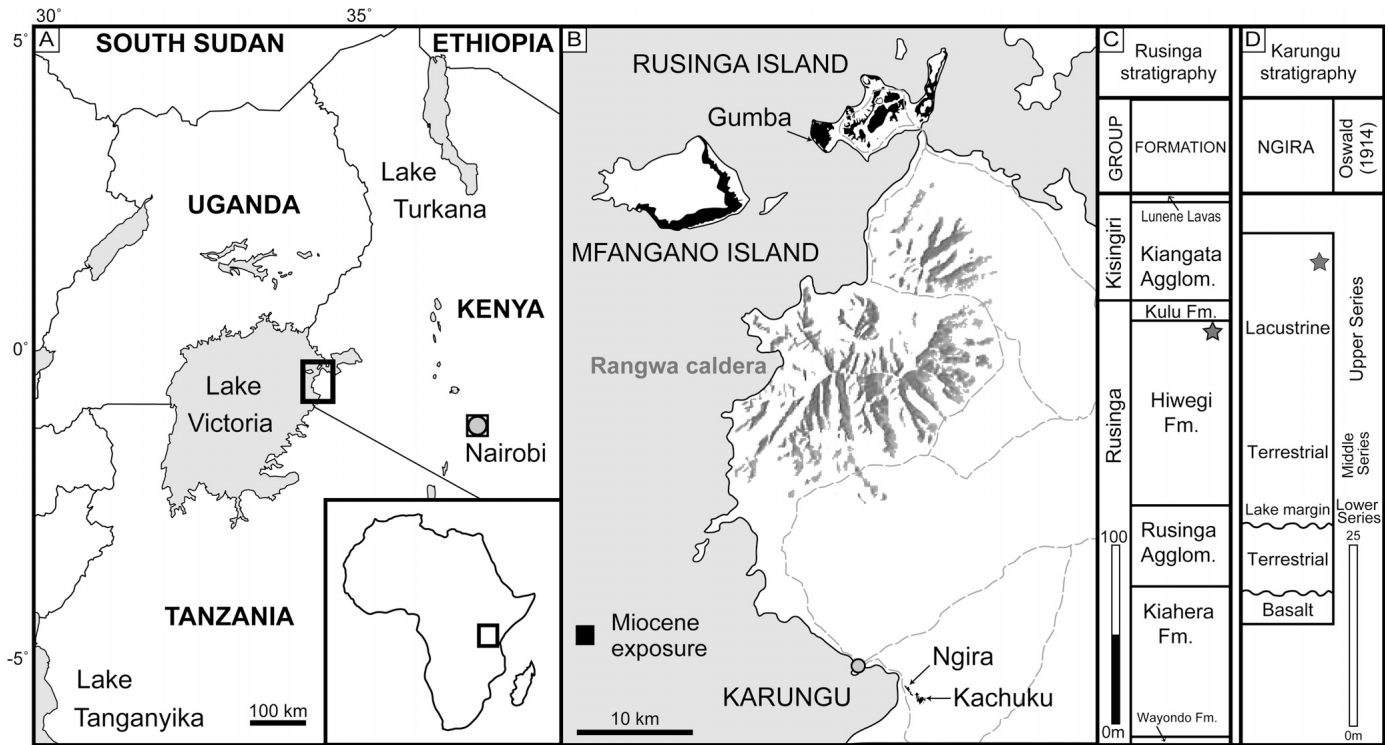 30°
35°
5°
0°
-5°
A
SOUTH SUDAN
ETHIOPIA
Lake
Turkana
UGANDA
KENYA
Lake
Victoria
Nairobi
TANZANIA
Lake
Tanganyika
100 km
B
RUSINGA ISLAND
Gumba
MFANGANO ISLAND
Rangwa caldera
Miocene
exposure
Ngira
KARUNGU
Kachuku
10 km
C
Rusinga
stratigraphy
GROUP
FORMATION
Lunene Lavas
Kisingiri
Kiangata
Agglom.
Kulu Fm.
Rusinga
Hiwegi
Fm.
Rusinga
Agglom.
Kiahera
Fm.
Wayondo Fm.
100
0m
D
Karungu
stratigraphy
NGIRA
Oswald
(1914)
Lacustrine
Upper Series
Terrestrial
Middle
Series
Lake margin
Lower
Series
Terrestrial
Basalt
25
0m